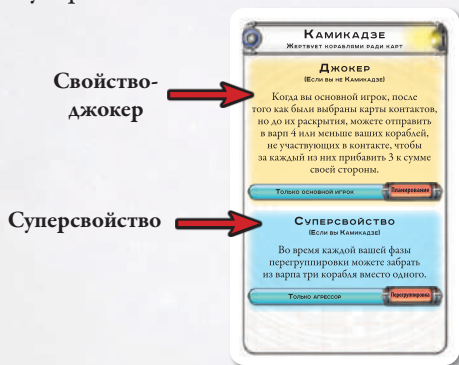 Камикадзе
Жертвует кораблями ради карт
Джокер
(Если вы не Камикадзе)
Когда вы основной игрок, после
того как были выбраны карты контактов,
но до их раскрытия, можете отправить
в варп 4 или меньше ваших кораблей,
не участвующих в контакте, чтобы
за каждый из них прибавить 3 к сумме
своей стороны.
Только основной игрок
Планирование
Свойство-
джокер
Суперсвойство
(Если вы Камикадзе)
Во время каждой вашей фазы
перегруппировки можете забрать
из варпа три корабля вместо одного.
Только агрессор
Перегруппировка
Суперсвойство